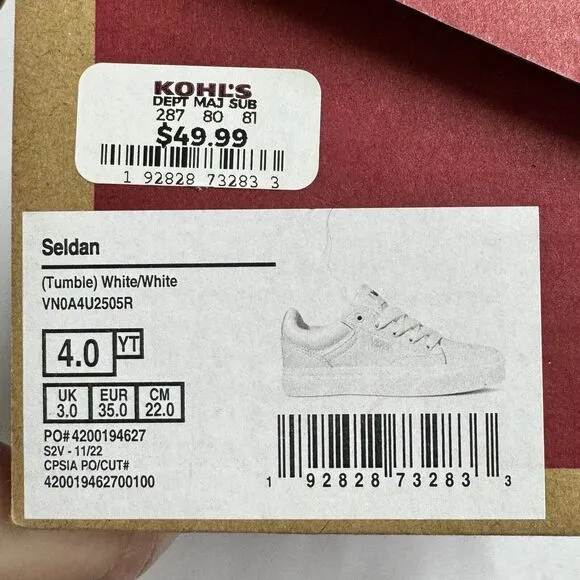 KOHL'S
DEPT MAJ SUB
287 80 81
$49.99
1 92828 73283 3
Seldan
(Tumble) White/White
VN0A4U2505R
4.0 YT
UK EUR CM
3.0 35.0 22.0
PO# 4200194627
S2V - 11/22
CPSIA PO/CUT#
420019462700100
1 92828 73283 3